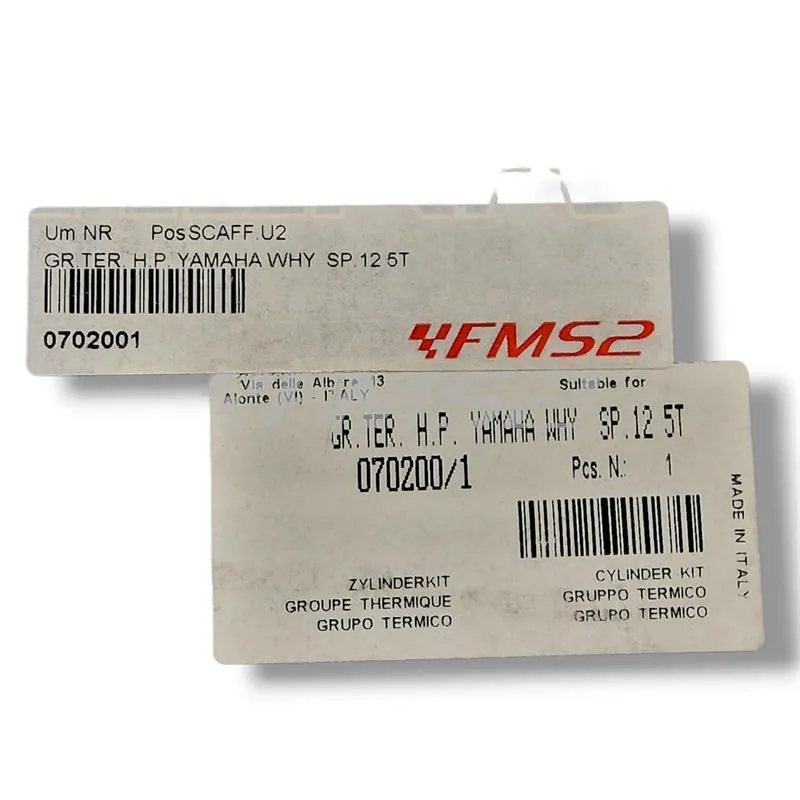 Um NR PosSCAFF.U2
GR.TER. H.P. YAMAHA WHY SP.12 5T
0702001
FMS2
Via delle Albere, 13
Suitable for
Alonte (VI) - ITALY
GR.TER. H.P. YAMAHA WHY SP.12 5T
070200/1
Pcs. N.: 1
MADE IN ITALY
ZYLINDERKIT
GROUPE THERMIQUE
GRUPO TERMICO
CYLINDER KIT
GRUPPO TERMICO
GRUPO TERMICO